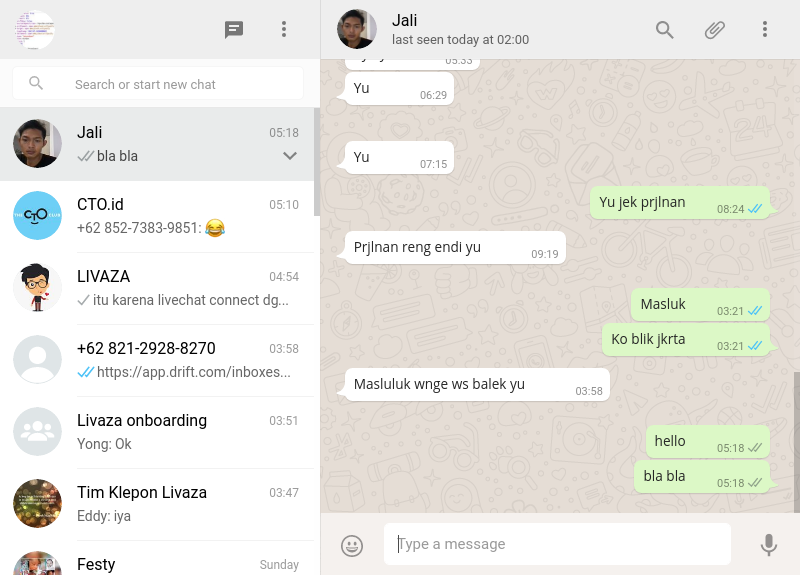 Search or start new chat
Jali
05:18
bla bla
CTO.id
05:10
+62 852-7383-9851: 😂
CTO
LIVAZA
04:54
itu karena livechat connect dg...
+62 821-2928-8270
03:58
https://app.drift.com/inboxes...
Livaza onboarding
03:51
Yong: Ok
Tim Klepon Livaza
03:47
Eddy: iya
Festy
Sunday
Jali
last seen today at 02:00
05:33
Yu
06:29
Yu
07:15
Yu jek prjlnan
08:24
Prjlnan reng endi yu
09:19
Masluk
03:21
Ko blik jkrta
03:21
Masluluk wnge ws balek yu
03:58
hello
05:18
bla bla
05:18
Type a message